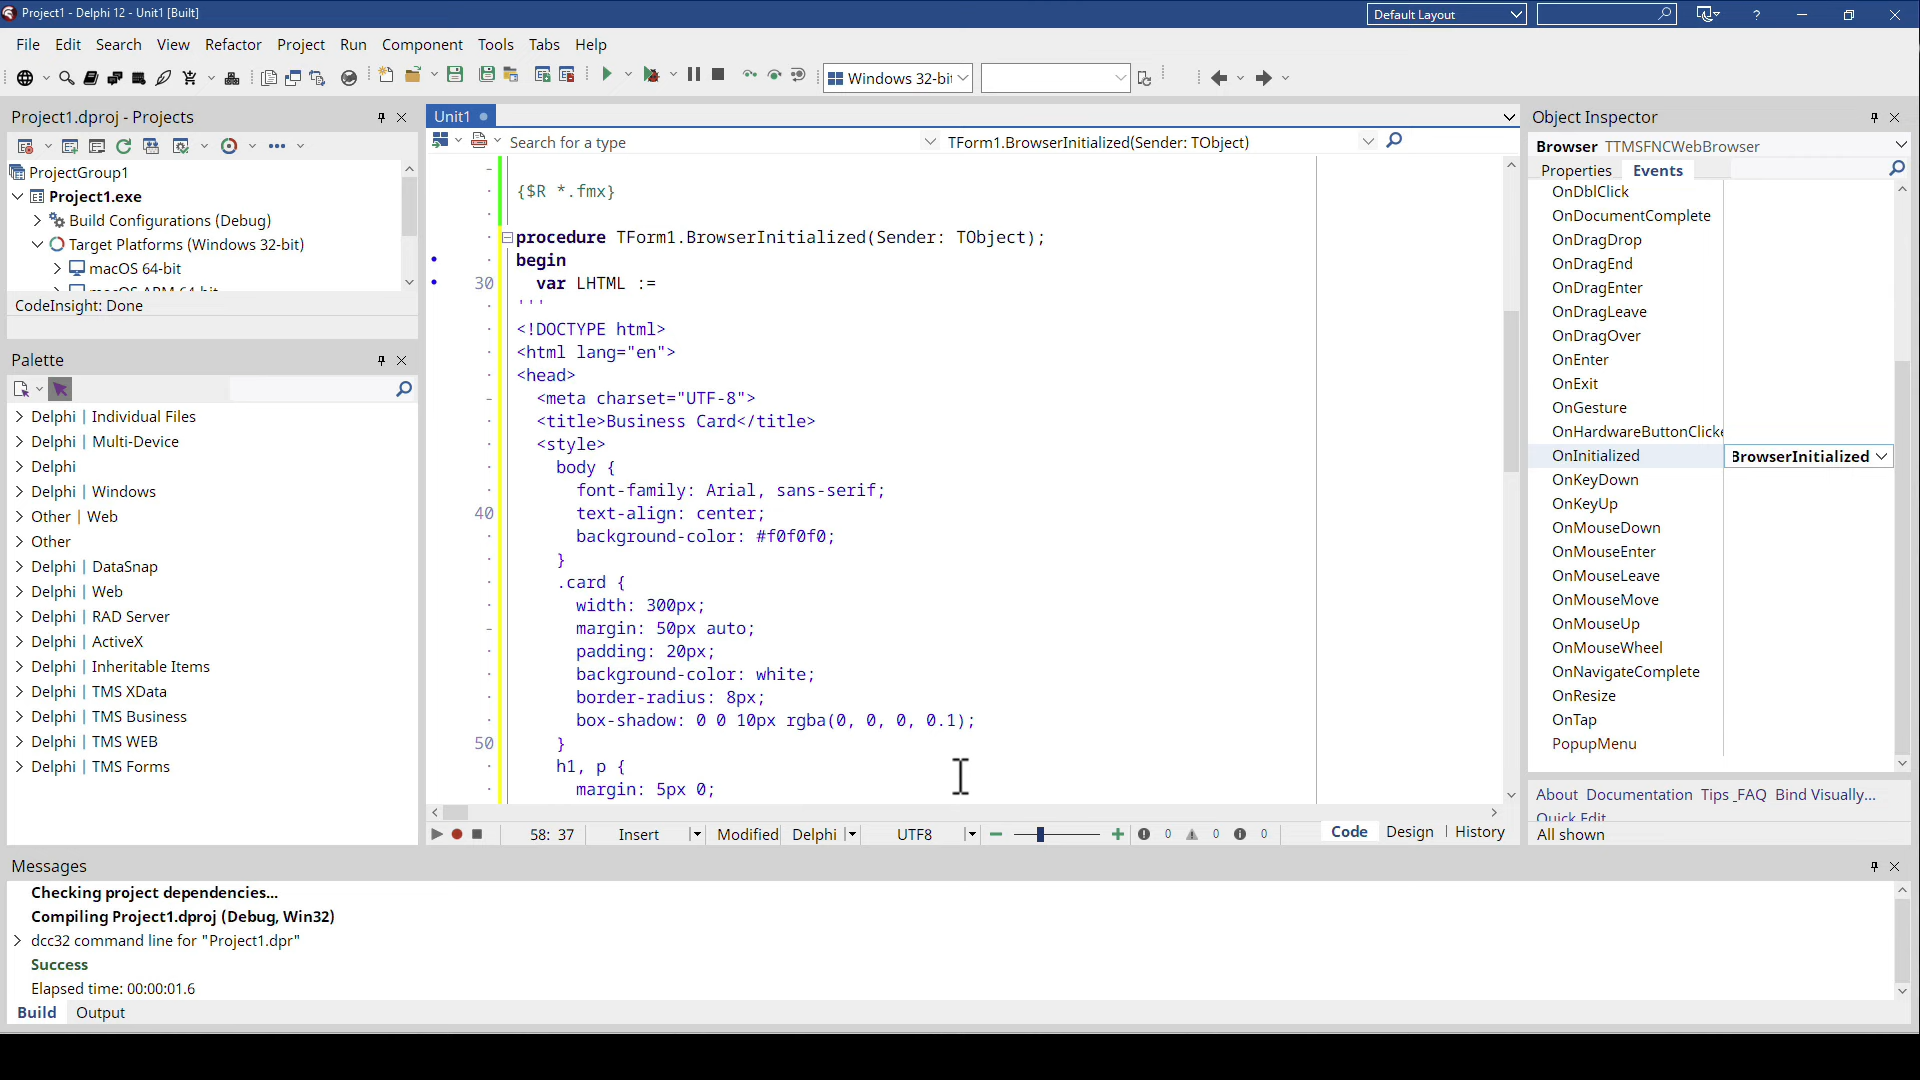 Project1 - Delphi 12 - Unit1 [Built]
Default Layout
File Edit Search View Refactor Project Run Component Tools Tabs Help
Windows 32-bi
Project1.dproj - Projects
ProjectGroup1
Project1.exe
Build Configurations (Debug)
Target Platforms (Windows 32-bit)
macOS 64-bit
CodeInsight: Done
Palette
Delphi | Individual Files
Delphi | Multi-Device
Delphi
Delphi | Windows
Other | Web
Other
Delphi | DataSnap
Delphi | Web
Delphi | RAD Server
Delphi | ActiveX
Delphi | Inheritable Items
Delphi | TMS XData
Delphi | TMS Business
Delphi | TMS WEB
Delphi | TMS Forms
Unit1
Search for a type
TForm1.BrowserInitialized(Sender: TObject)
{$R *.fmx}
procedure TForm1.BrowserInitialized(Sender: TObject);
begin
30 var LHTML :=
'''
<!DOCTYPE html>
<html lang="en">
<head>
<meta charset="UTF-8">
<title>Business Card</title>
<style>
body {
font-family: Arial, sans-serif;
40 text-align: center;
background-color: #f0f0f0;
}
.card {
width: 300px;
margin: 50px auto;
padding: 20px;
background-color: white;
border-radius: 8px;
box-shadow: 0 0 10px rgba(0, 0, 0, 0.1);
50 }
h1, p {
margin: 5px 0;
58: 37 Insert Modified Delphi UTF8 0 0 0 Code Design History
Object Inspector
Browser TTMSFNCWebBrowser
Properties Events
OnDblClick
OnDocumentComplete
OnDragDrop
OnDragEnd
OnDragEnter
OnDragLeave
OnDragOver
OnEnter
OnExit
OnGesture
OnHardwareButtonClicke
OnInitialized BrowserInitialized
OnKeyDown
OnKeyUp
OnMouseDown
OnMouseEnter
OnMouseLeave
OnMouseMove
OnMouseUp
OnMouseWheel
OnNavigateComplete
OnResize
OnTap
PopupMenu
About Documentation Tips _FAQ Bind Visually...
Quick Edit
All shown
Messages
Checking project dependencies...
Compiling Project1.dproj (Debug, Win32)
dcc32 command line for "Project1.dpr"
Success
Elapsed time: 00:00:01.6
Build Output